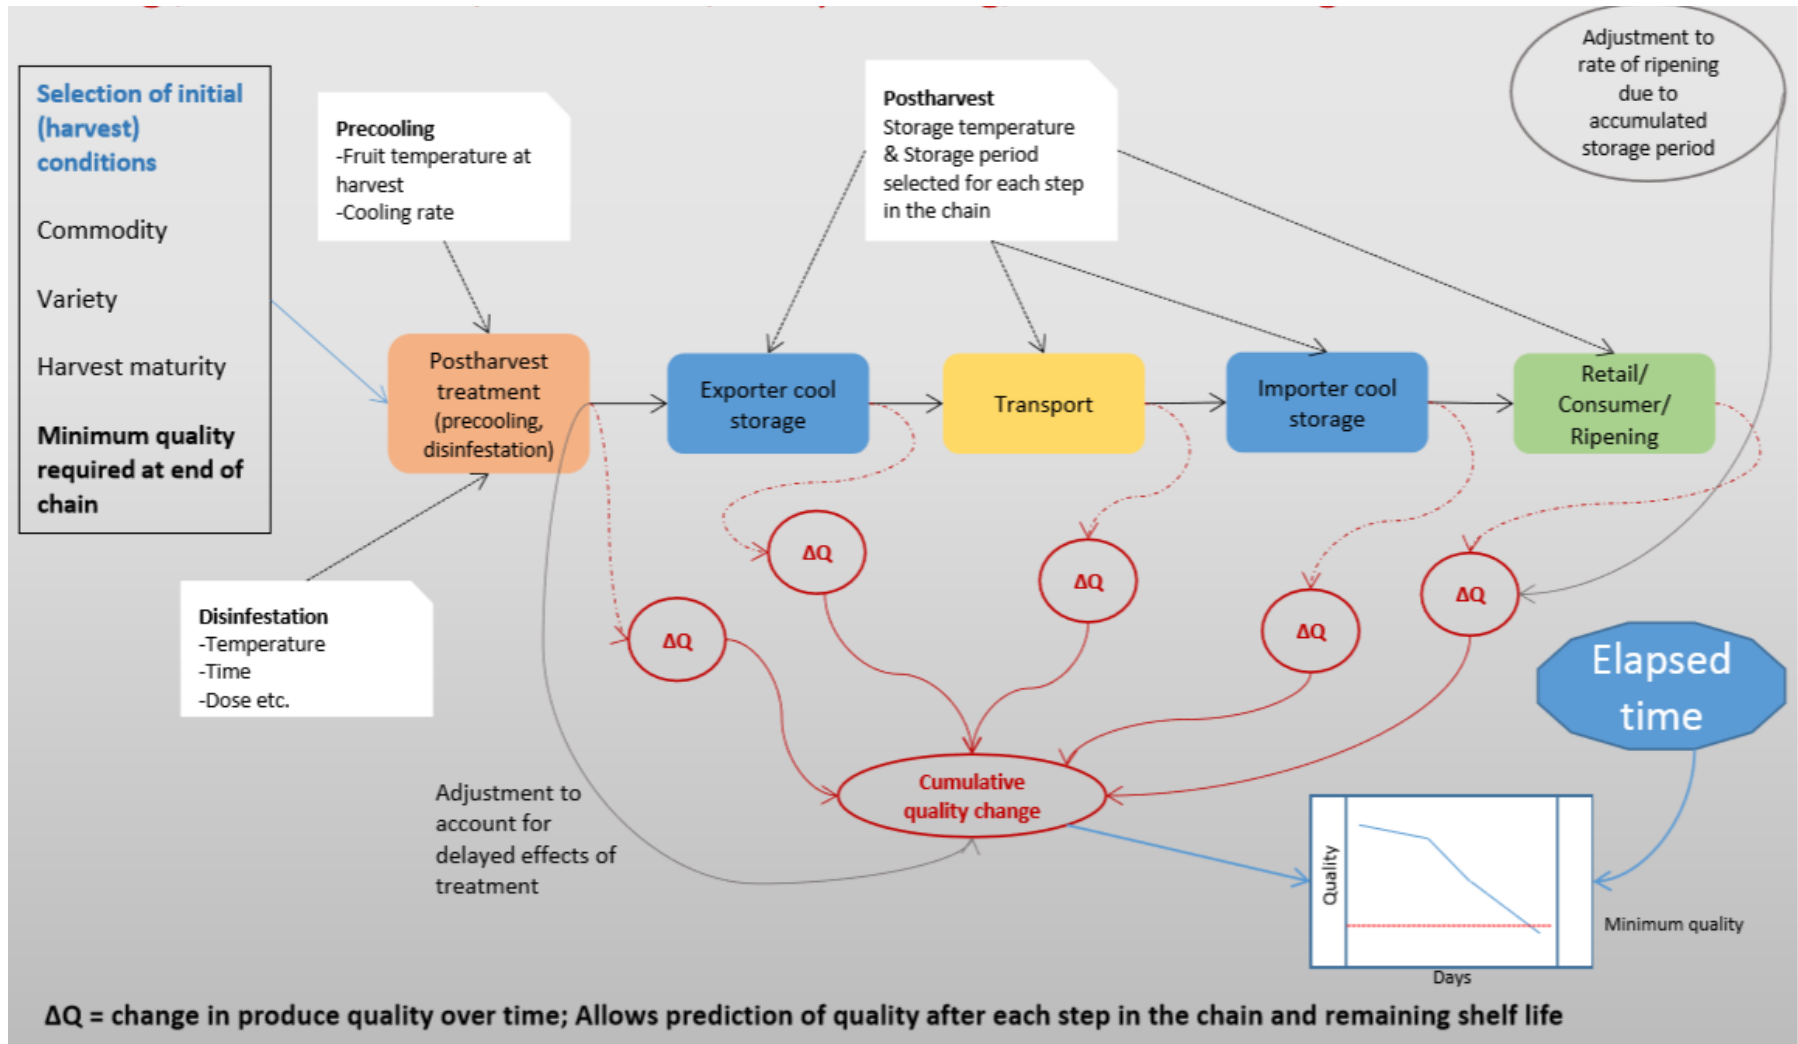 Selection of initial
(harvest)
conditions
Commodity
Variety
Harvest maturity
Minimum quality
required at end of
chain
Precooling
-Fruit temperature at
harvest
-Cooling rate
Postharvest
Storage temperature
& Storage period
selected for each step
in the chain
Adjustment to
rate of ripening
due to
accumulated
storage period
Postharvest
treatment
(precooling,
disinfestation)
Exporter cool
storage
Transport
Importer cool
storage
Retail/
Consumer/
Ripening
Disinfestation
-Temperature
-Time
-Dose etc.
ΔQ
ΔQ
ΔQ
ΔQ
ΔQ
Elapsed
time
Adjustment to
account for
delayed effects of
treatment
Cumulative
quality change
Quality
Minimum quality
Days
ΔQ = change in produce quality over time; Allows prediction of quality after each step in the chain and remaining shelf life